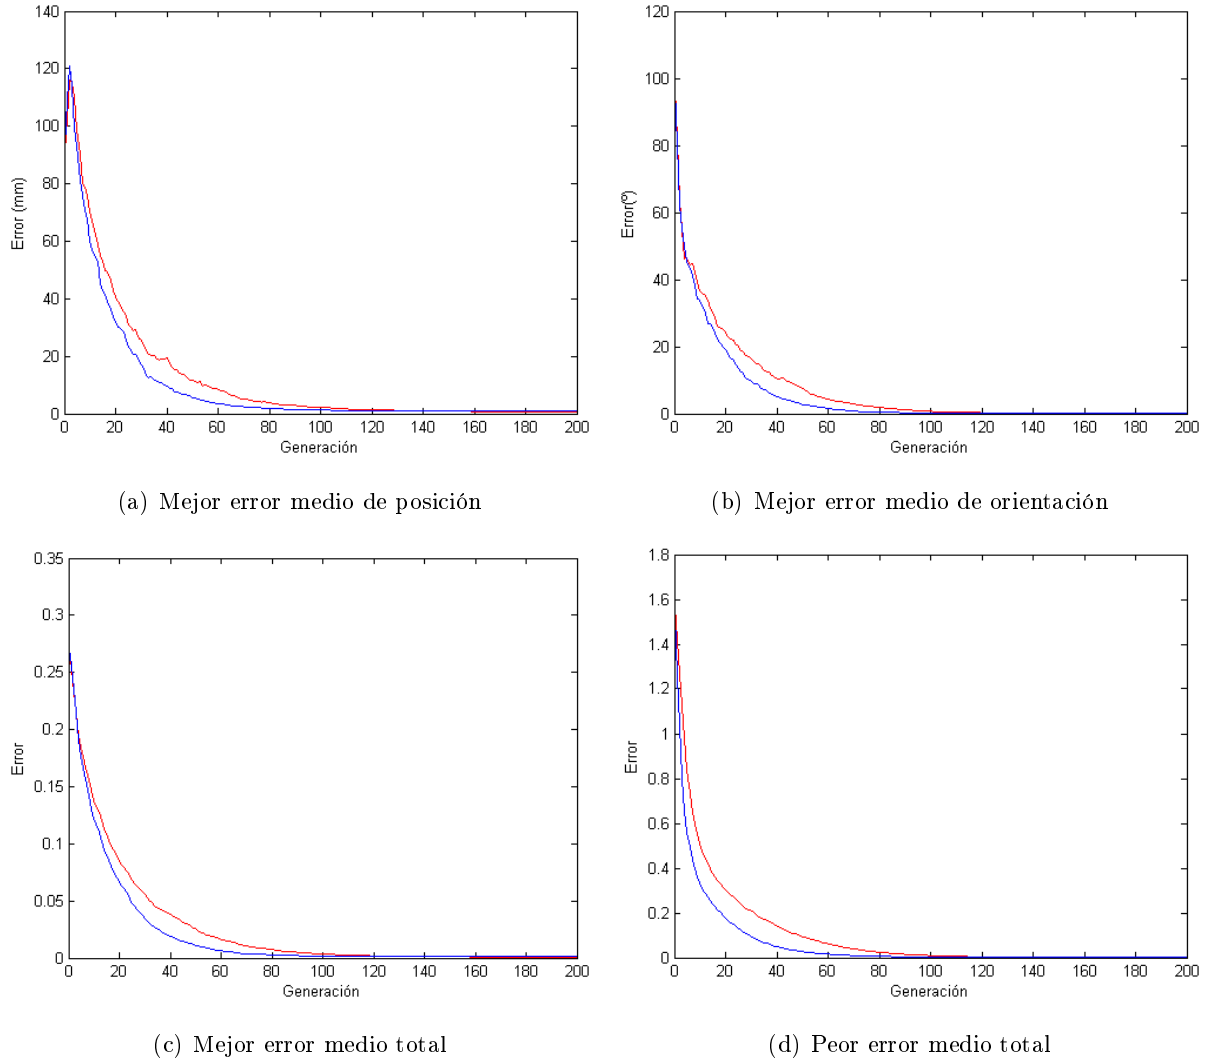 140
120
100
80
60
40
20
0
Error (mm)
0 20 40 60 80 100 120 140 160 180 200
Generación
(a) Mejor error medio de posición
120
100
80
60
40
20
0
Error(º)
0 20 40 60 80 100 120 140 160 180 200
Generación
(b) Mejor error medio de orientación
0.35
0.3
0.25
0.2
0.15
0.1
0.05
0
Error
0 20 40 60 80 100 120 140 160 180 200
Generación
(c) Mejor error medio total
1.8
1.6
1.4
1.2
1
0.8
0.6
0.4
0.2
0
Error
0 20 40 60 80 100 120 140 160 180 200
Generación
(d) Peor error medio total